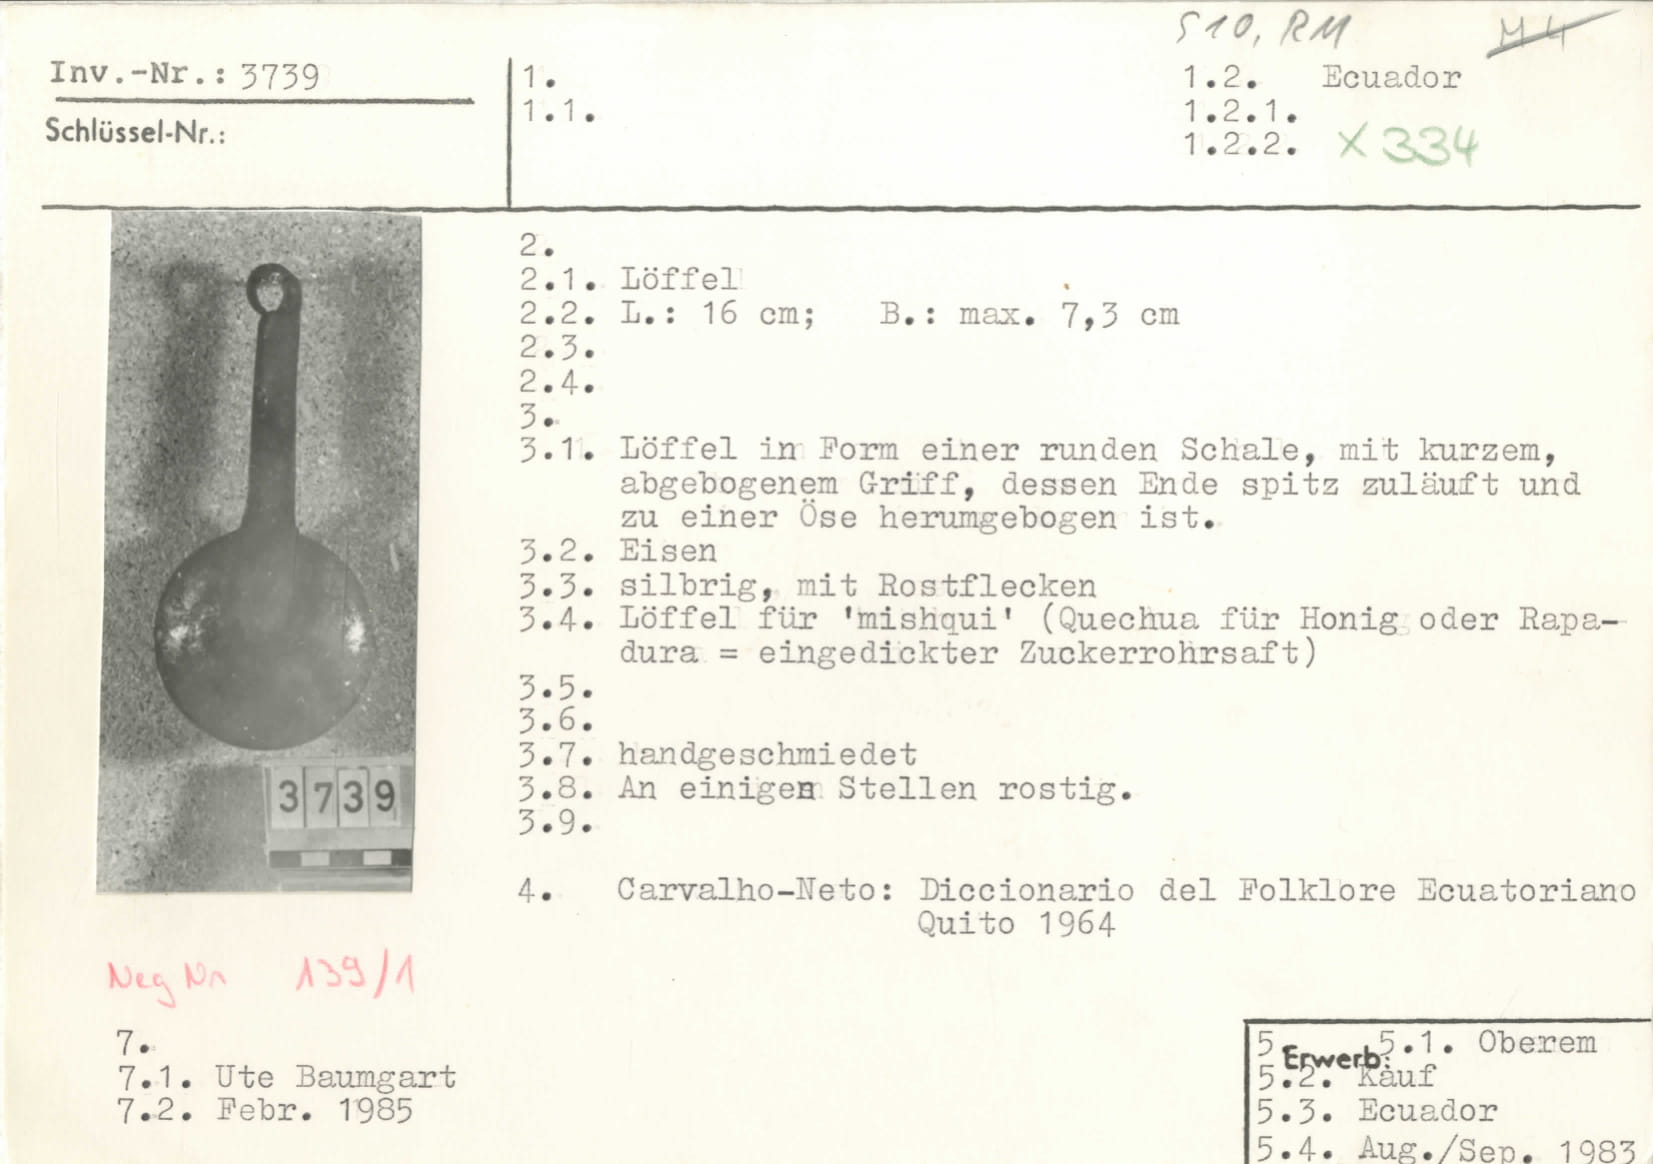 S 10, RM M 4
Inv.-Nr.: 3739
Schlüssel-Nr.:
1.
1.1.
1.2. Ecuador
1.2.1.
1.2.2. X 334
2.
2.1. Löffel
2.2. L.: 16 cm; B.: max. 7,3 cm
2.3.
2.4.
3.
3.1. Löffel in Form einer runden Schale, mit kurzem,
abgebogenem Griff, dessen Ende spitz zuläuft und
zu einer Öse herumgebogen ist.
3.2. Eisen
3.3. silbrig, mit Rostflecken
3.4. Löffel für 'mishqui' (Quechua für Honig oder Rapa-
dura = eingedickter Zuckerrohrsaft)
3.5.
3.6.
3.7. handgeschmiedet
3.8. An einigen Stellen rostig.
3.9.
3739
4. Carvalho-Neto: Diccionario del Folklore Ecuatoriano
Quito 1964
Neg Nr 139/1
7.
7.1. Ute Baumgart
7.2. Febr. 1985
5 Erwerb: 5.1. Oberem
5.2. Kauf
5.3. Ecuador
5.4. Aug./Sep. 1983